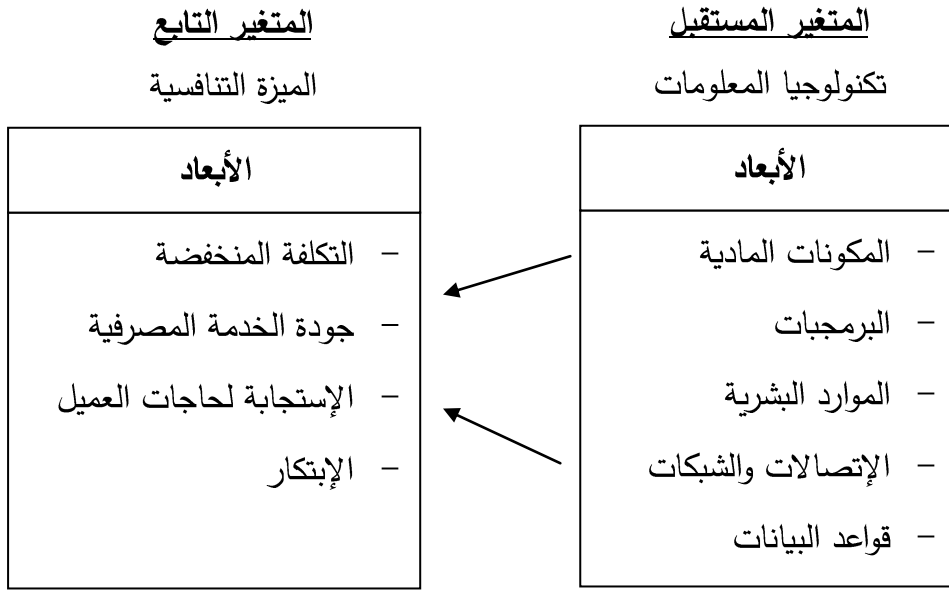 المتغير المستقبل
تكنولوجيا المعلومات
الأبعاد
- المكونات المادية
- البرمجبات
- الموارد البشرية
- الإتصالات والشبكات
- قواعد البيانات
المتغير التابع
الميزة التنافسية
الأبعاد
- التكلفة المنخفضة
- جودة الخدمة المصرفية
- الإستجابة لحاجات العميل
- الإبتكار